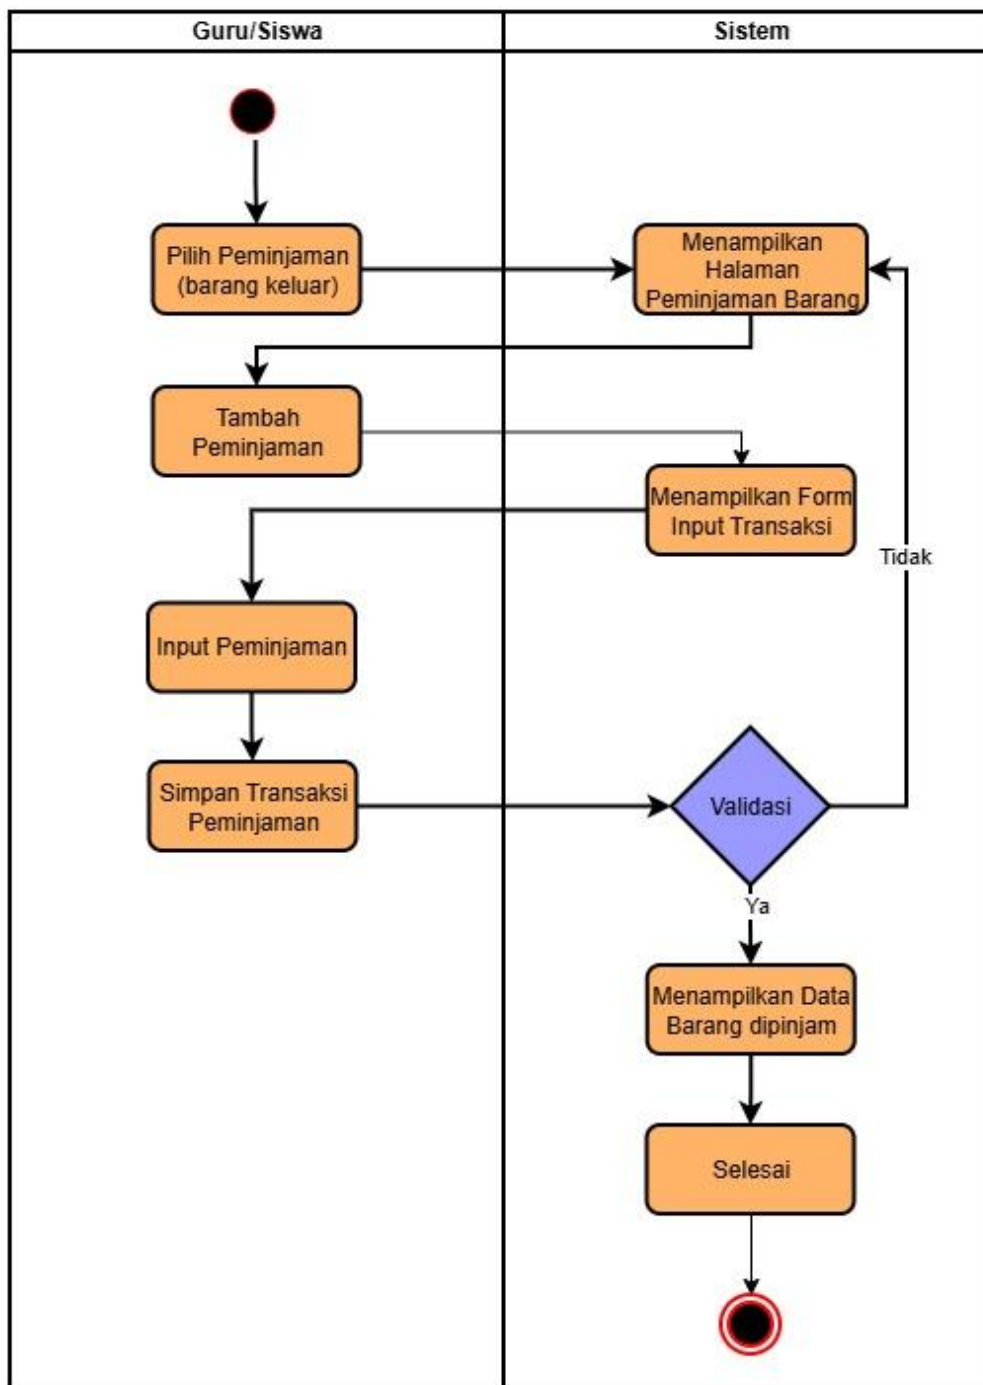 Guru/Siswa
Sistem
Pilih Peminjaman
(barang keluar)
Menampilkan
Halaman
Peminjaman Barang
Tambah
Peminjaman
Menampilkan Form
Input Transaksi
Tidak
Input Peminjaman
Simpan Transaksi
Peminjaman
Validasi
Ya
Menampilkan Data
Barang dipinjam
Selesai